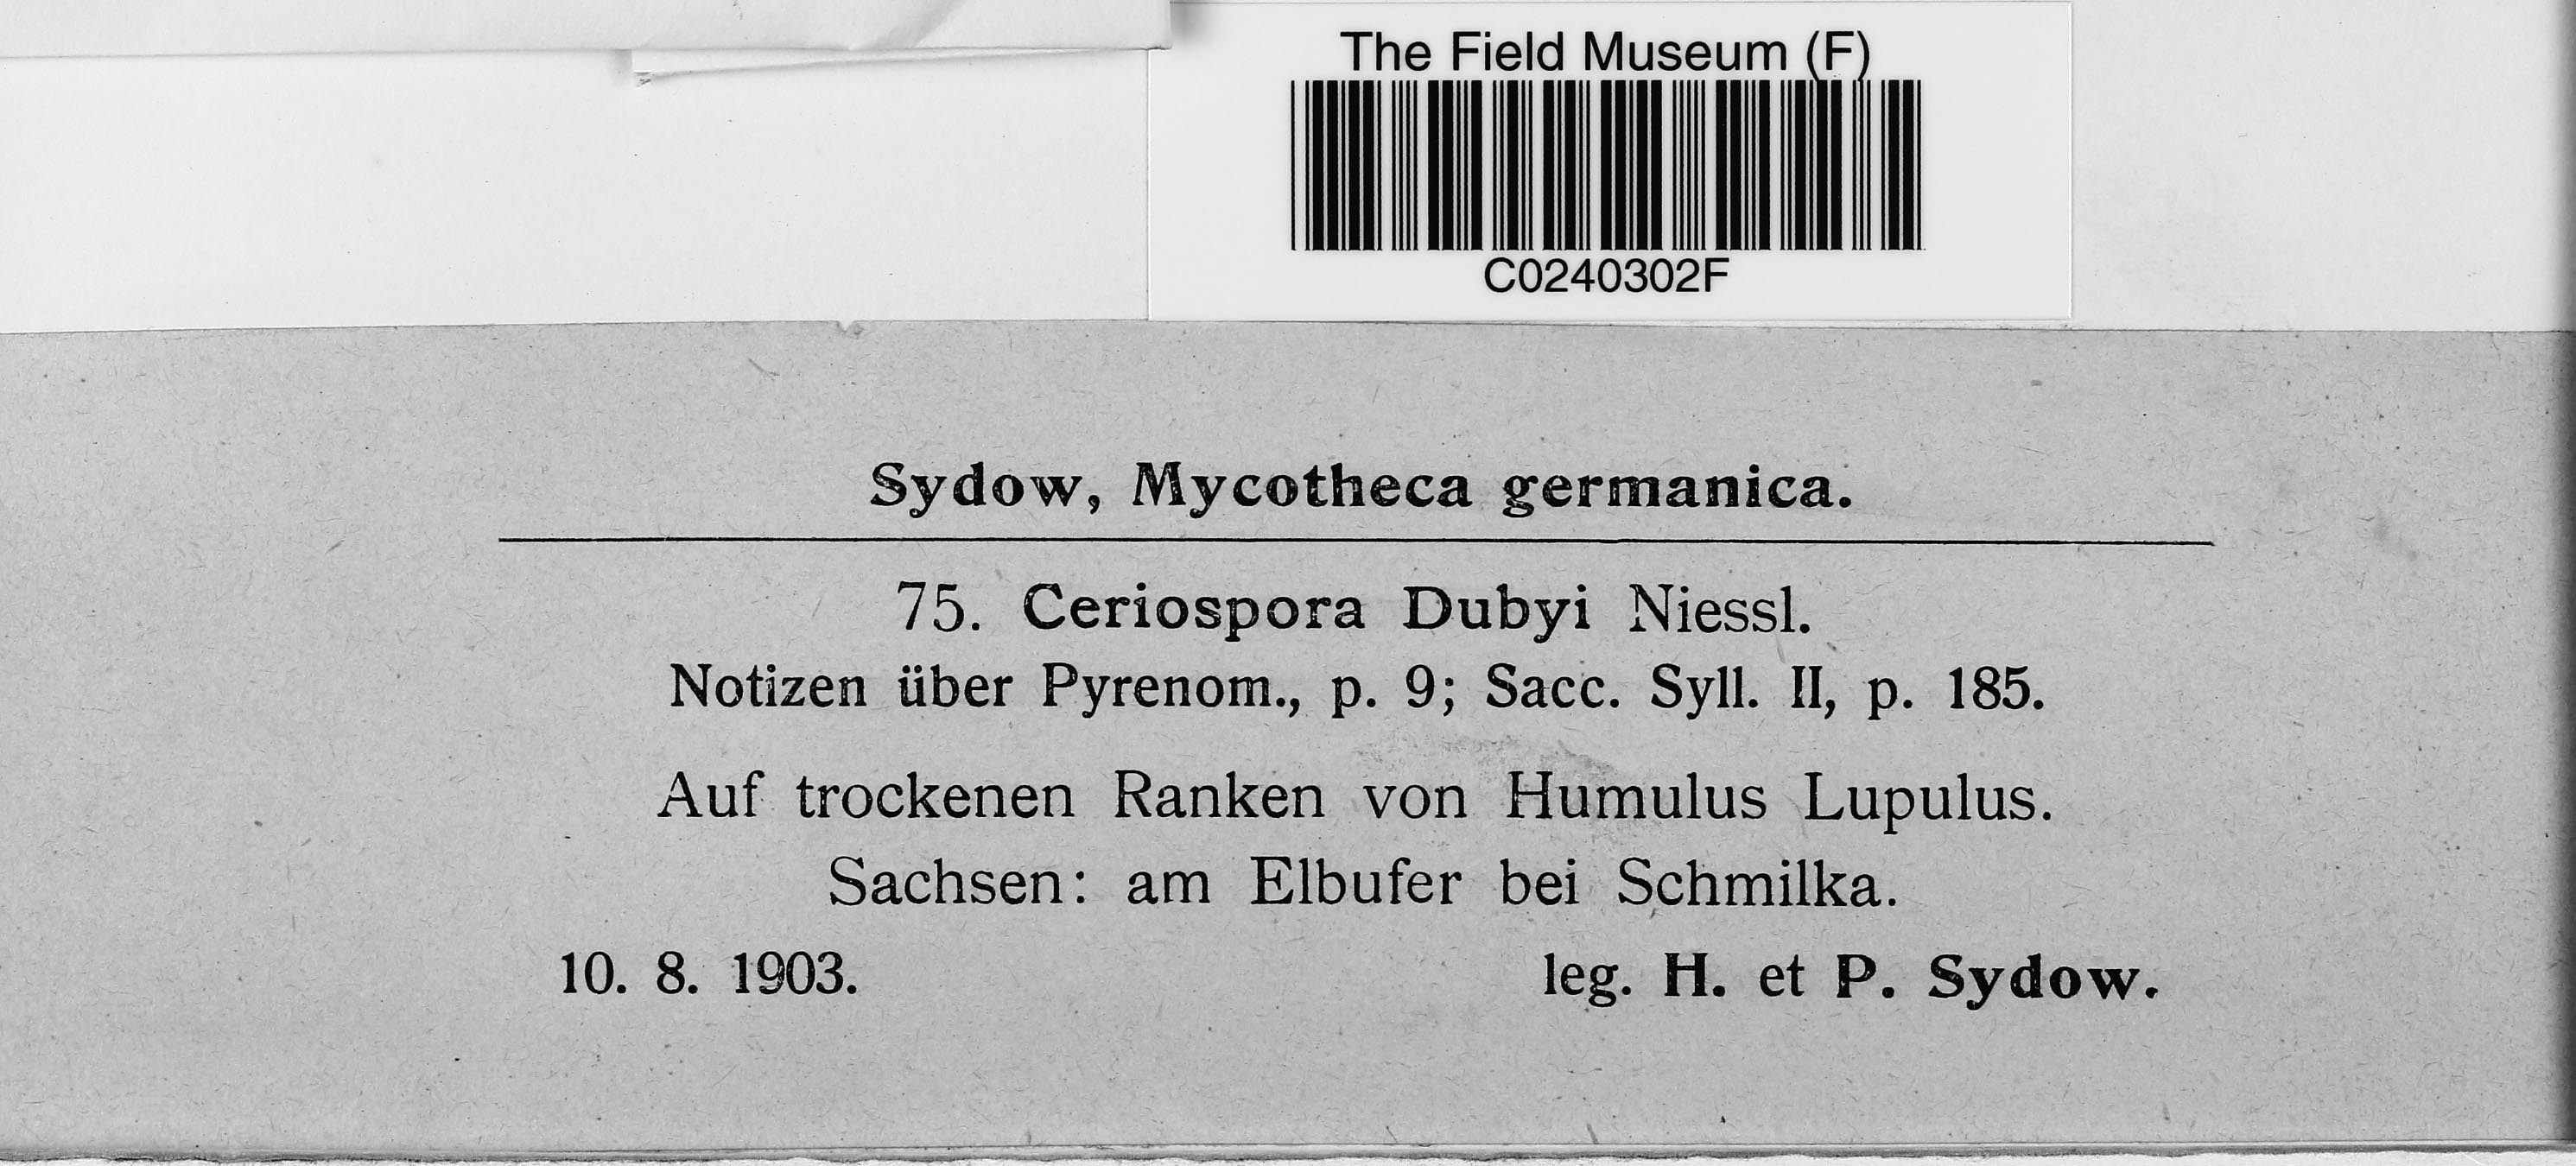 The Field Museum (F)
C0240302F
Sydow, Mycotheca germanica.
75. Ceriospora Dubyi Niessl.
Notizen über Pyrenom., p. 9; Sacc. Syll. II, p. 185.
Auf trockenen Ranken von Humulus Lupulus.
Sachsen: am Elbufer bei Schmilka.
10. 8. 1903. leg. H. et P. Sydow.